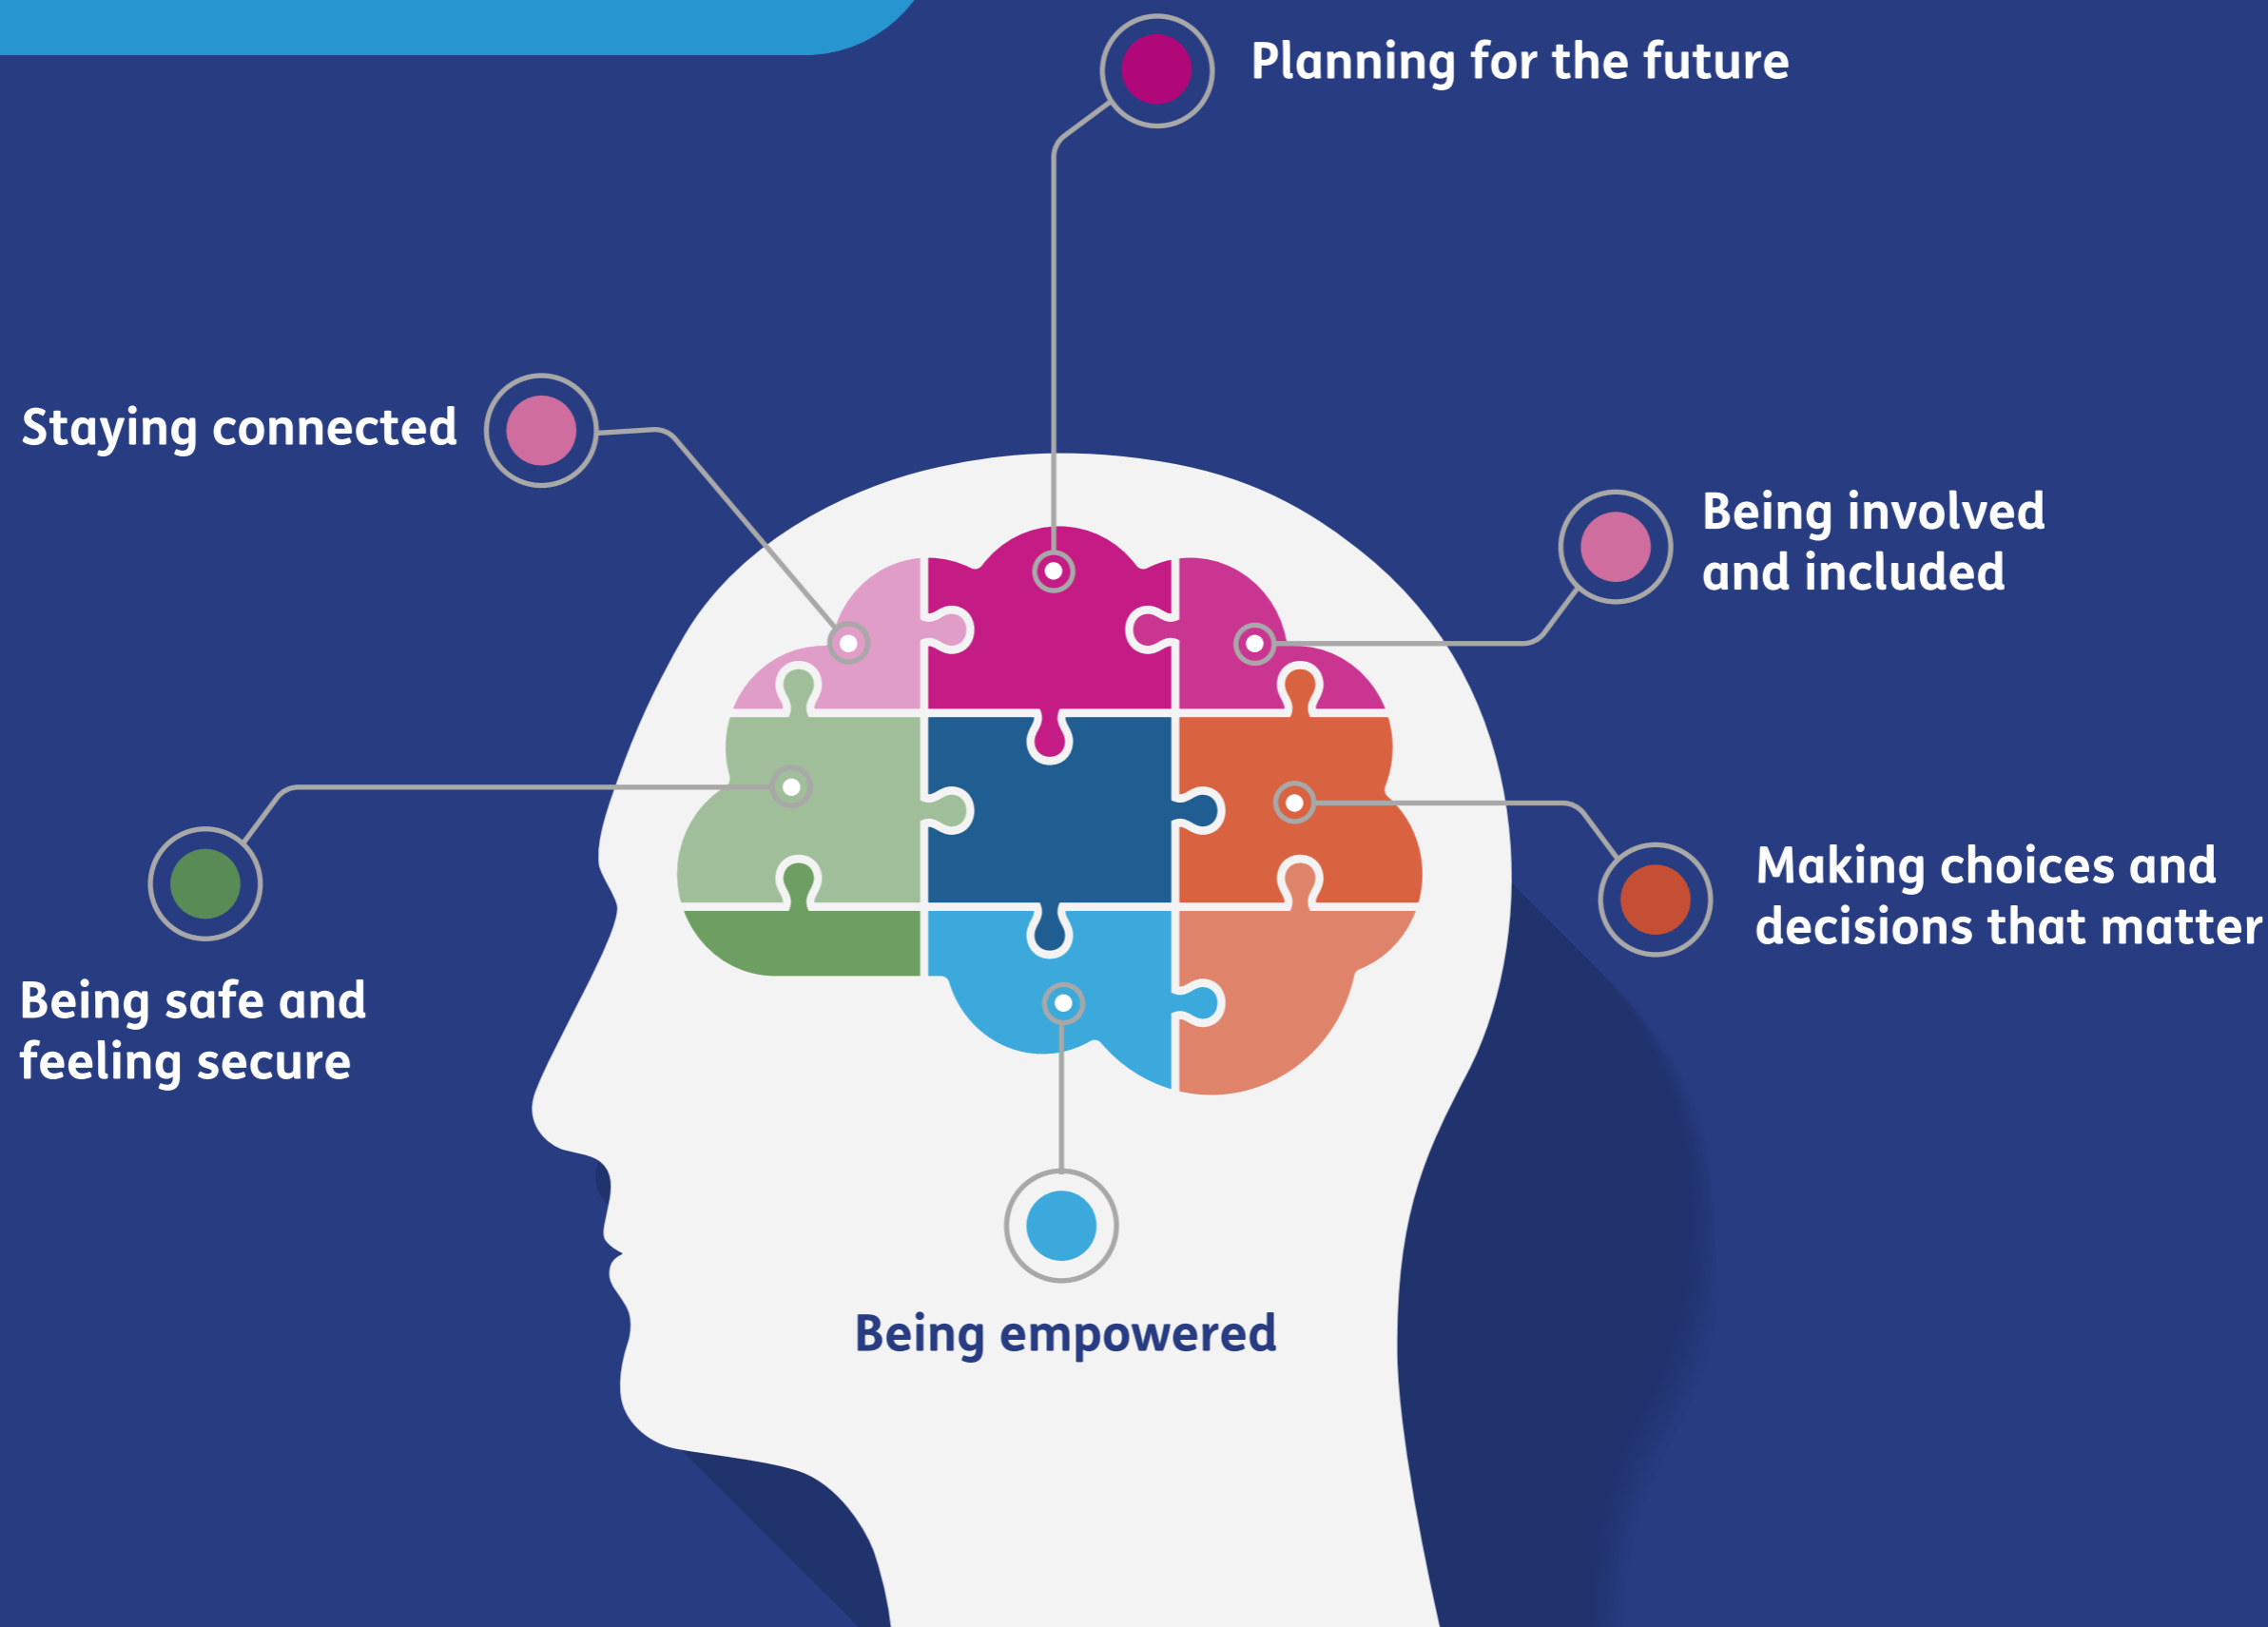 Planning for the future
Staying connected
Being involved
and included
Making choices and
decisions that matter
Being safe and
feeling secure
Being empowered